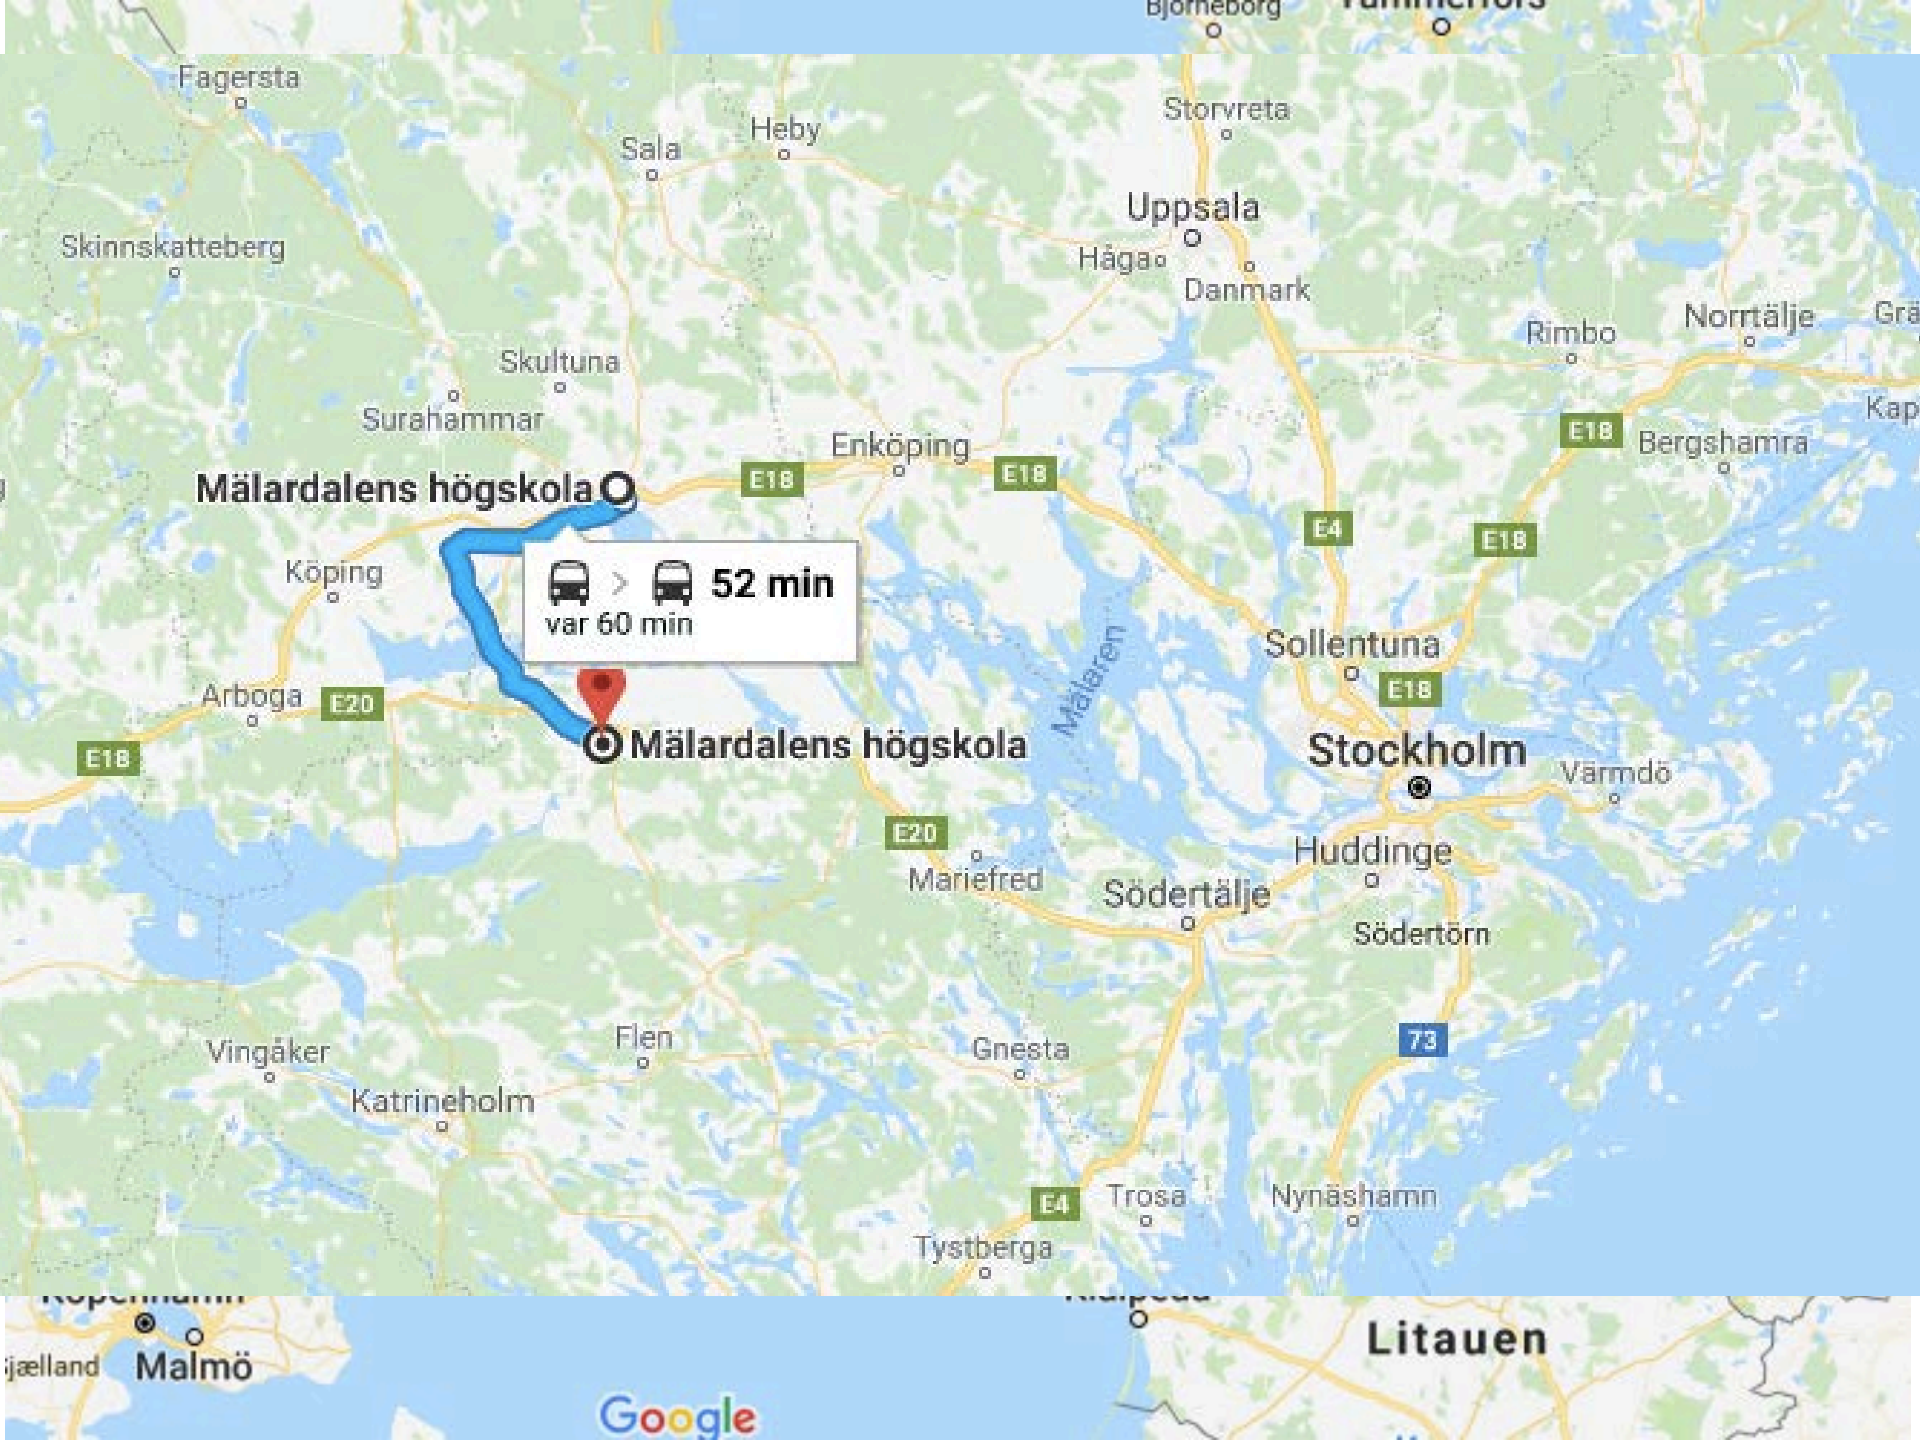 Fagersta
Storvreta
Heby
Sala
Uppsala
Skinnskatteberg
Håga
Danmark
Norrtälje
Rimbo
Skultuna
Surahammar
E18
Bergshamra
Enköping
E18
E18
Mälardalens högskola
E4
E18
Köping
52 min
var 60 min
Sollentuna
Mälaren
E18
Arboga
E20
Mälardalens högskola
Stockholm
E18
Värmdö
E20
Huddinge
Mariefred
Södertälje
Södertörn
Flen
73
Vingåker
Gnesta
Katrineholm
E4
Trosa
Nynäshamn
Tystberga
Litauen
Malmö
Google